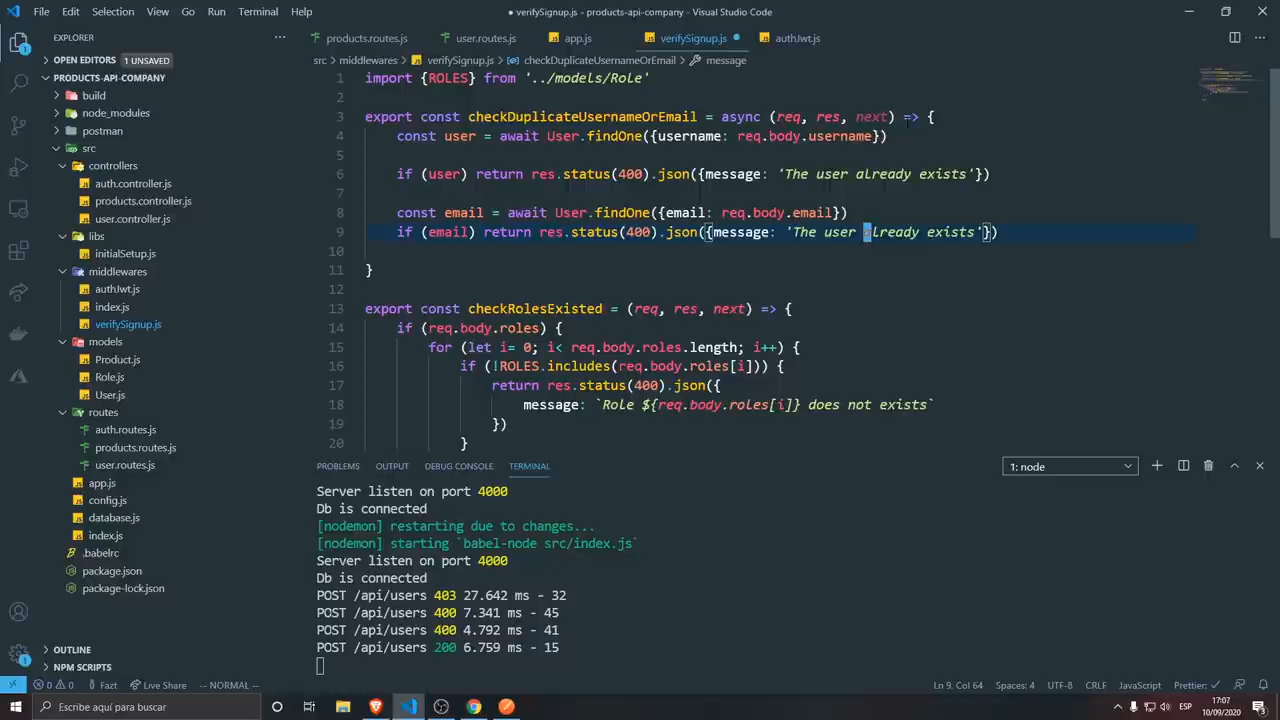 File Edit Selection View Go Run Terminal Help
● verifySignup.js - products-api-company - Visual Studio Code
EXPLORER
products.routes.js user.routes.js app.js verifySignup.js authJwt.js
OPEN EDITORS 1 UNSAVED
src > middlewares > verifySignup.js > checkDuplicateUsernameOrEmail > message
PRODUCTS-API-COMPANY
build
node_modules
postman
src
controllers
auth.controller.js
products.controller.js
user.controller.js
libs
initialSetup.js
middlewares
authJwt.js
index.js
verifySignup.js
models
Product.js
Role.js
User.js
routes
auth.routes.js
products.routes.js
user.routes.js
app.js
config.js
database.js
index.js
.babelrc
package.json
package-lock.json
OUTLINE
NPM SCRIPTS
1 import {ROLES} from '../models/Role'
2
3 export const checkDuplicateUsernameOrEmail = async (req, res, next) => {
4 const user = await User.findOne({username: req.body.username})
5
6 if (user) return res.status(400).json({message: 'The user already exists'})
7
8 const email = await User.findOne({email: req.body.email})
9 if (email) return res.status(400).json({message: 'The user already exists'})
10
11 }
12
13 export const checkRolesExisted = (req, res, next) => {
14 if (req.body.roles) {
15 for (let i= 0; i< req.body.roles.length; i++) {
16 if (!ROLES.includes(req.body.roles[i])) {
17 return res.status(400).json({
18 message: `Role ${req.body.roles[i]} does not exists`
19 })
20 }
PROBLEMS OUTPUT DEBUG CONSOLE TERMINAL
1: node
Server listen on port 4000
Db is connected
[nodemon] restarting due to changes...
[nodemon] starting `babel-node src/index.js`
Server listen on port 4000
Db is connected
POST /api/users 403 27.642 ms - 32
POST /api/users 400 7.341 ms - 45
POST /api/users 400 4.792 ms - 41
POST /api/users 200 6.759 ms - 15
0 0 Fazt Live Share -- NORMAL -- Ln 9, Col 64 Spaces: 4 UTF-8 CRLF JavaScript Prettier: ✓
Escribe aquí para buscar
ESP
17:07
10/09/2020
3